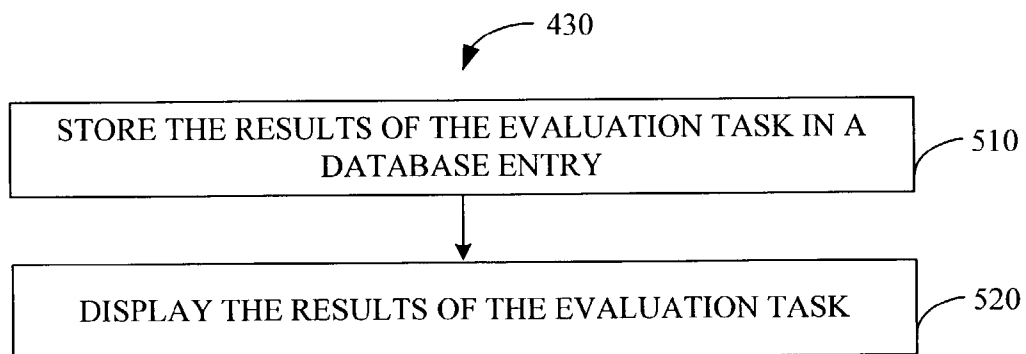 430
STORE THE RESULTS OF THE EVALUATION TASK IN A
DATABASE ENTRY
510
DISPLAY THE RESULTS OF THE EVALUATION TASK
520